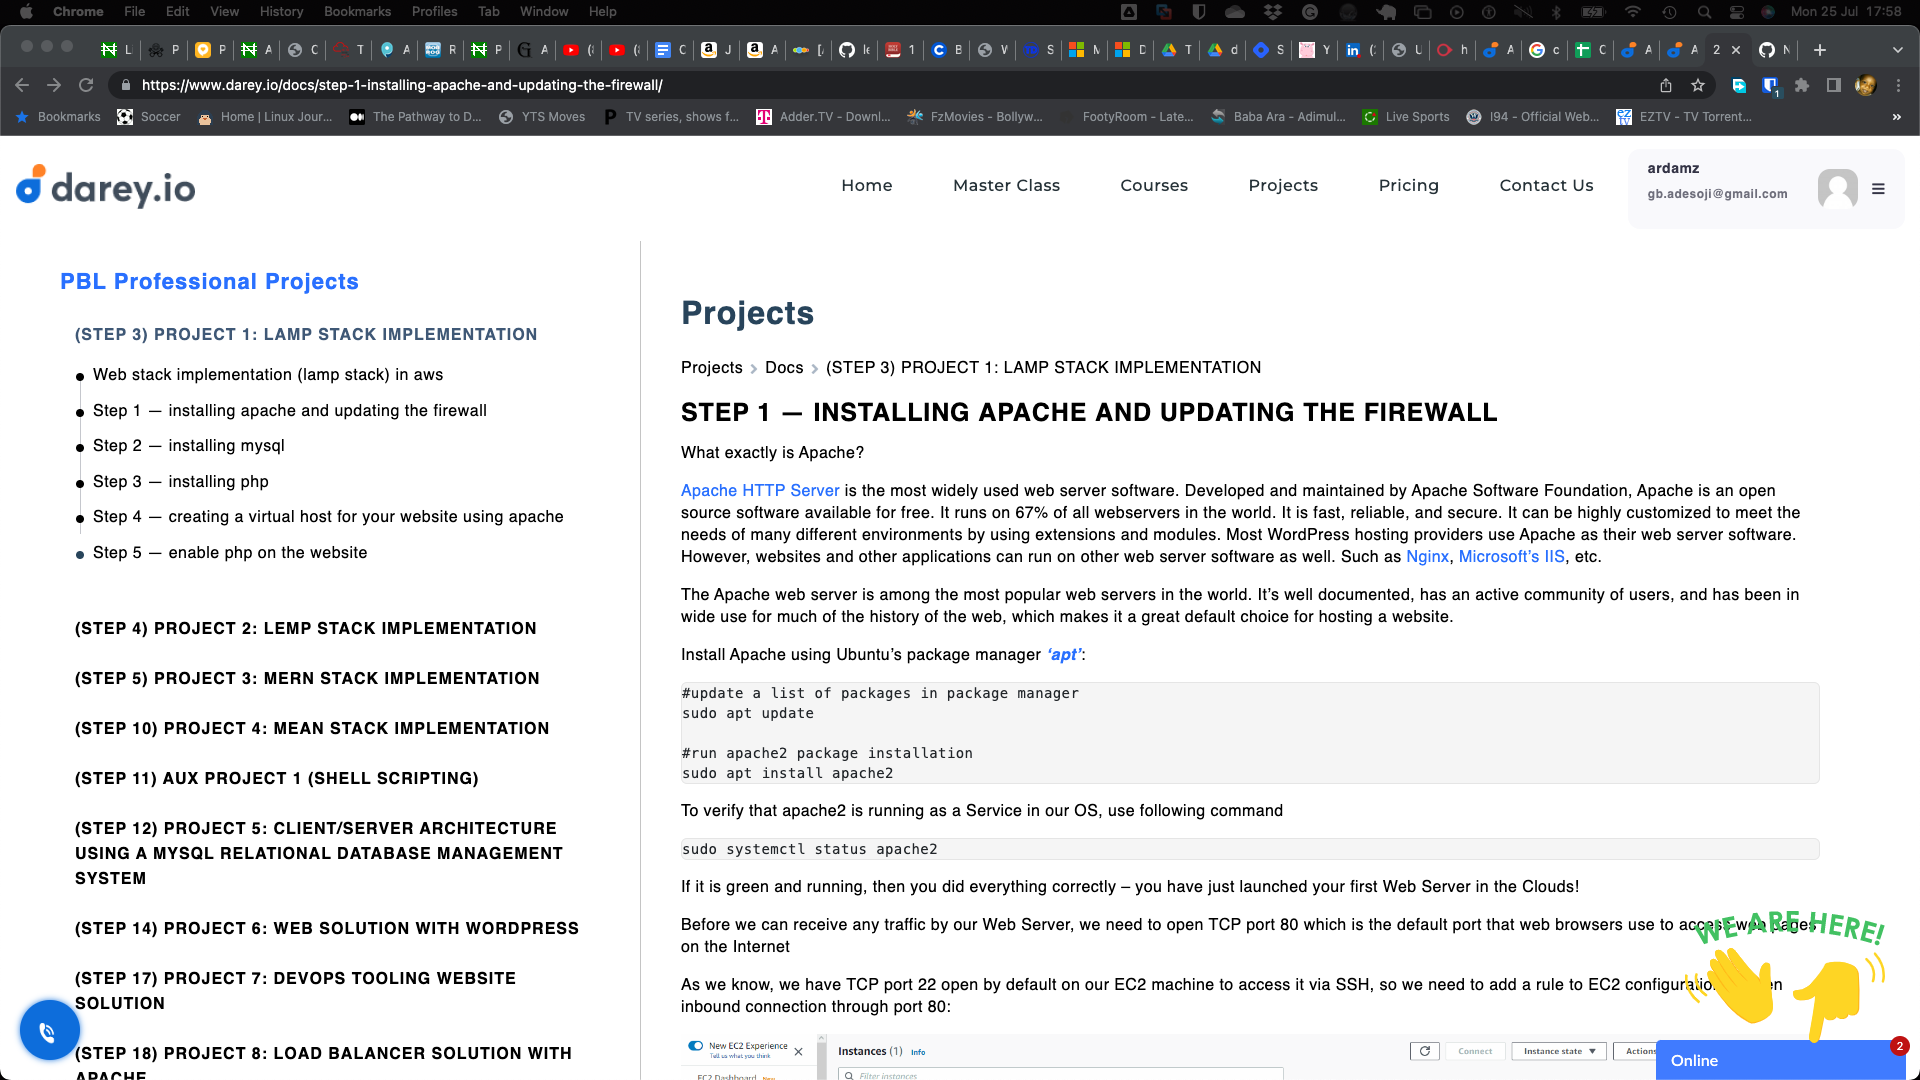 Chrome File Edit View History Bookmarks Profiles Tab Window Help Mon 25 Jul 17:58
https://www.darey.io/docs/step-1-installing-apache-and-updating-the-firewall/
Bookmarks Soccer Home | Linux Jour... The Pathway to D... YTS Moves TV series, shows f... Adder.TV - Downl... FzMovies - Bollyw... FootyRoom - Late... Baba Ara - Adimul... Live Sports I94 - Official Web... EZTV - TV Torrent... »
darey.io
Home Master Class Courses Projects Pricing Contact Us
ardamz
gb.adesoji@gmail.com
PBL Professional Projects
(STEP 3) PROJECT 1: LAMP STACK IMPLEMENTATION
Web stack implementation (lamp stack) in aws
Step 1 — installing apache and updating the firewall
Step 2 — installing mysql
Step 3 — installing php
Step 4 — creating a virtual host for your website using apache
Step 5 — enable php on the website
(STEP 4) PROJECT 2: LEMP STACK IMPLEMENTATION
(STEP 5) PROJECT 3: MERN STACK IMPLEMENTATION
(STEP 10) PROJECT 4: MEAN STACK IMPLEMENTATION
(STEP 11) AUX PROJECT 1 (SHELL SCRIPTING)
(STEP 12) PROJECT 5: CLIENT/SERVER ARCHITECTURE
USING A MYSQL RELATIONAL DATABASE MANAGEMENT
SYSTEM
(STEP 14) PROJECT 6: WEB SOLUTION WITH WORDPRESS
(STEP 17) PROJECT 7: DEVOPS TOOLING WEBSITE
SOLUTION
(STEP 18) PROJECT 8: LOAD BALANCER SOLUTION WITH
APACHE
Projects
Projects > Docs > (STEP 3) PROJECT 1: LAMP STACK IMPLEMENTATION
STEP 1 — INSTALLING APACHE AND UPDATING THE FIREWALL
What exactly is Apache?
Apache HTTP Server is the most widely used web server software. Developed and maintained by Apache Software Foundation, Apache is an open
source software available for free. It runs on 67% of all webservers in the world. It is fast, reliable, and secure. It can be highly customized to meet the
needs of many different environments by using extensions and modules. Most WordPress hosting providers use Apache as their web server software.
However, websites and other applications can run on other web server software as well. Such as Nginx, Microsoft’s IIS, etc.
The Apache web server is among the most popular web servers in the world. It’s well documented, has an active community of users, and has been in
wide use for much of the history of the web, which makes it a great default choice for hosting a website.
Install Apache using Ubuntu’s package manager ‘apt’:
#update a list of packages in package manager
sudo apt update
#run apache2 package installation
sudo apt install apache2
To verify that apache2 is running as a Service in our OS, use following command
sudo systemctl status apache2
If it is green and running, then you did everything correctly – you have just launched your first Web Server in the Clouds!
Before we can receive any traffic by our Web Server, we need to open TCP port 80 which is the default port that web browsers use to access web pages
on the Internet
As we know, we have TCP port 22 open by default on our EC2 machine to access it via SSH, so we need to add a rule to EC2 configuration
inbound connection through port 80:
New EC2 Experience
Tell us what you think
EC2 Dashboard New
Instances (1) Info
Connect Instance state Actions
Filter instances
WE ARE HERE!
Online 2